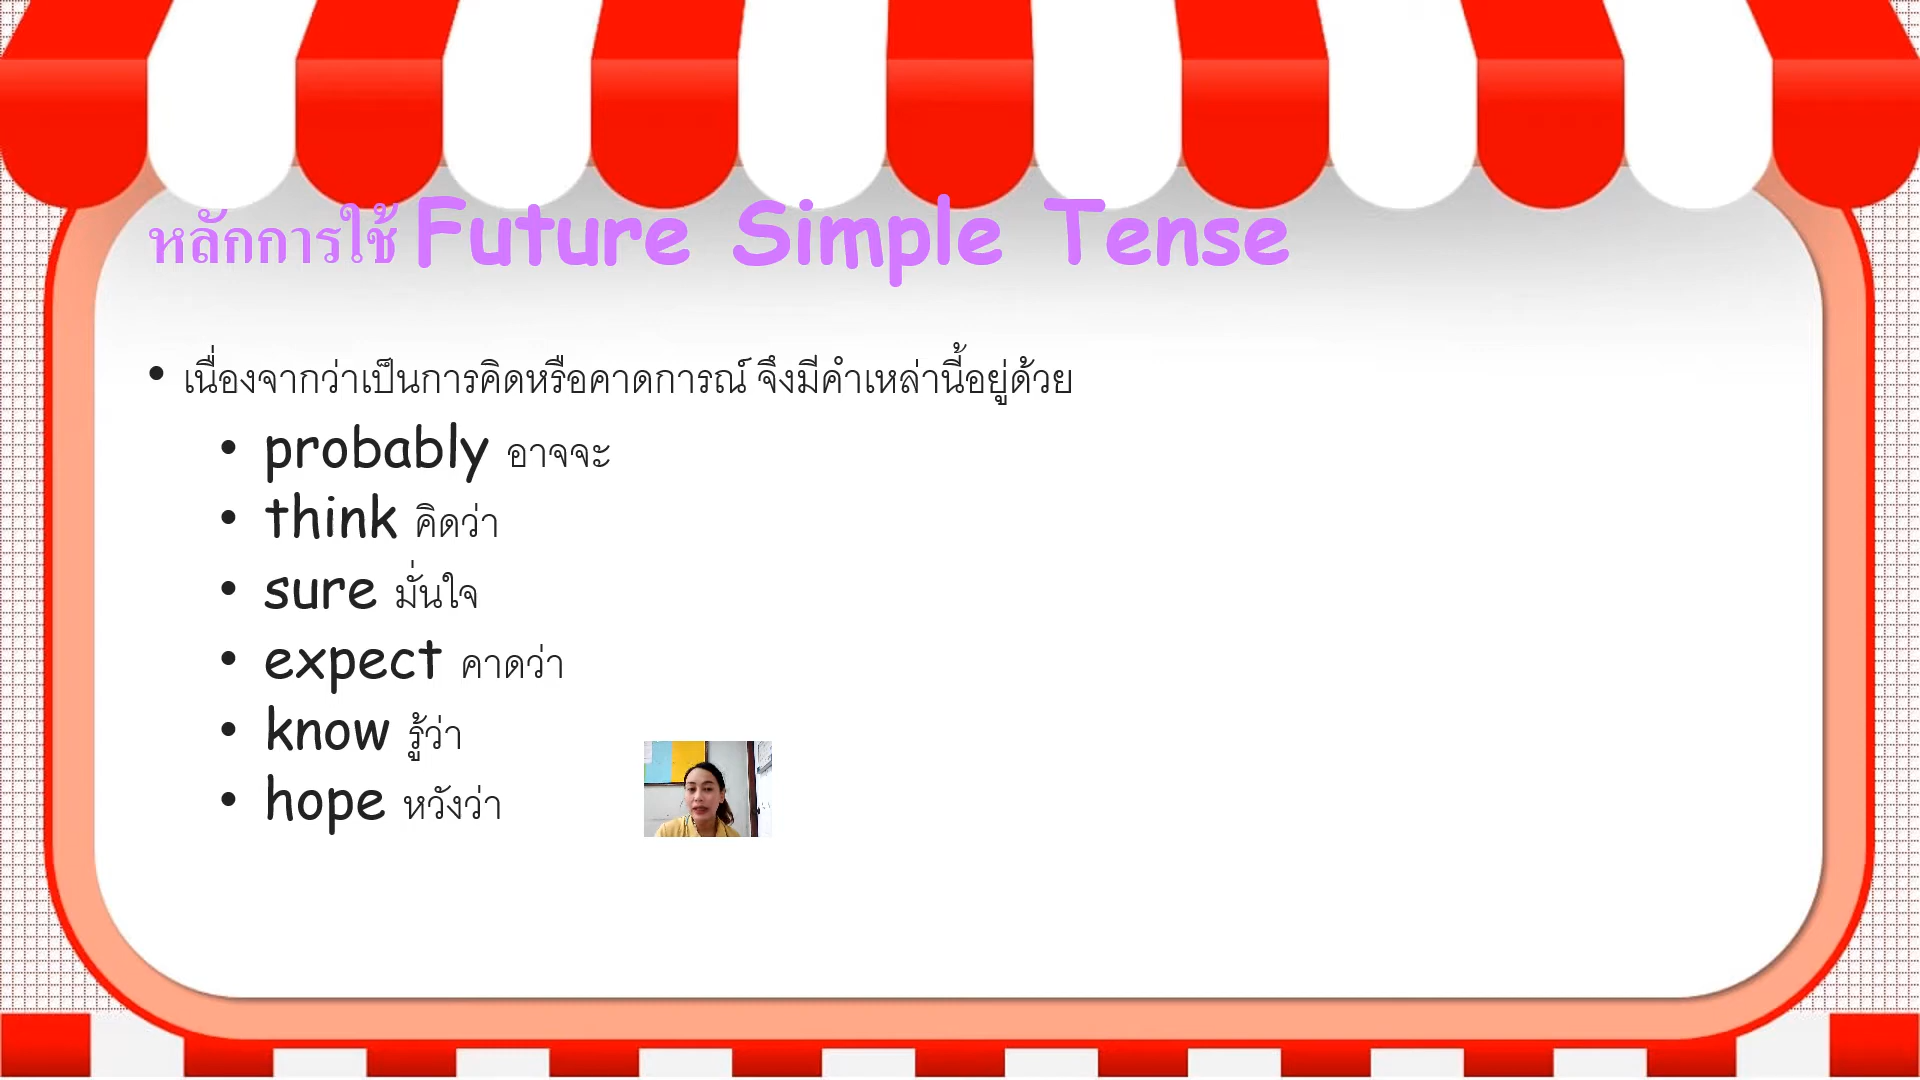 หลักการใช้ Future Simple Tense
• เนื่องจากว่าเป็นการคิดหรือคาดการณ์ จึงมีคำเหล่านี้อยู่ด้วย
• probably อาจจะ
• think คิดว่า
• sure มั่นใจ
• expect คาดว่า
• know รู้ว่า
• hope หวังว่า